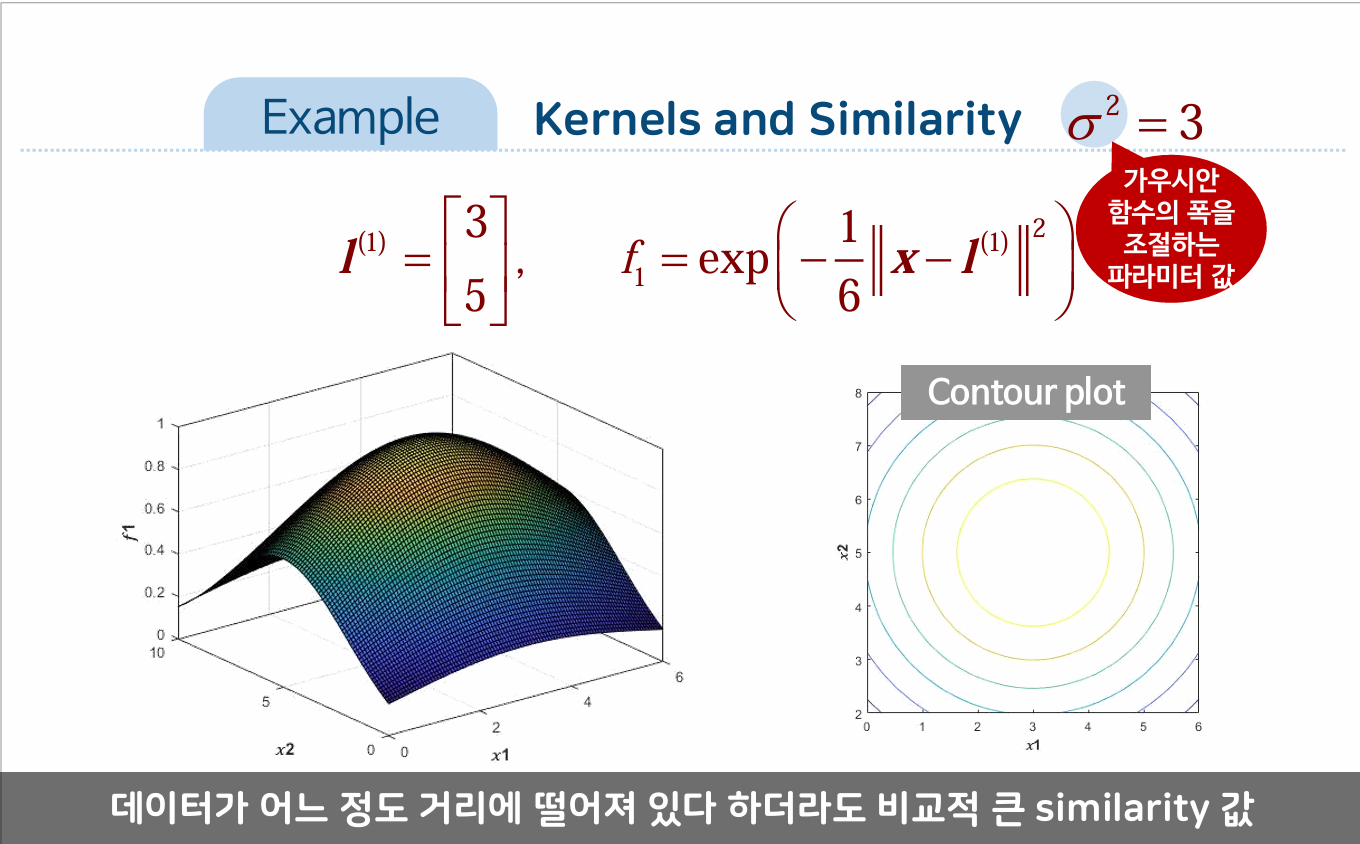 Example
Kernels and Similarity σ² = 3
가우시안
함수의 폭을
조절하는
파라미터 값
l⁽¹⁾ = [3 5], f₁ = exp(−1/6 ‖x − l⁽¹⁾‖²)
1
0.8
0.6
0.4
0.2
0
f1
10
5
0
x2
0
2
4
6
x1
Contour plot
8
7
6
5
4
3
2
x2
0 1 2 3 4 5 6
x1
데이터가 어느 정도 거리에 떨어져 있다 하더라도 비교적 큰 similarity 값